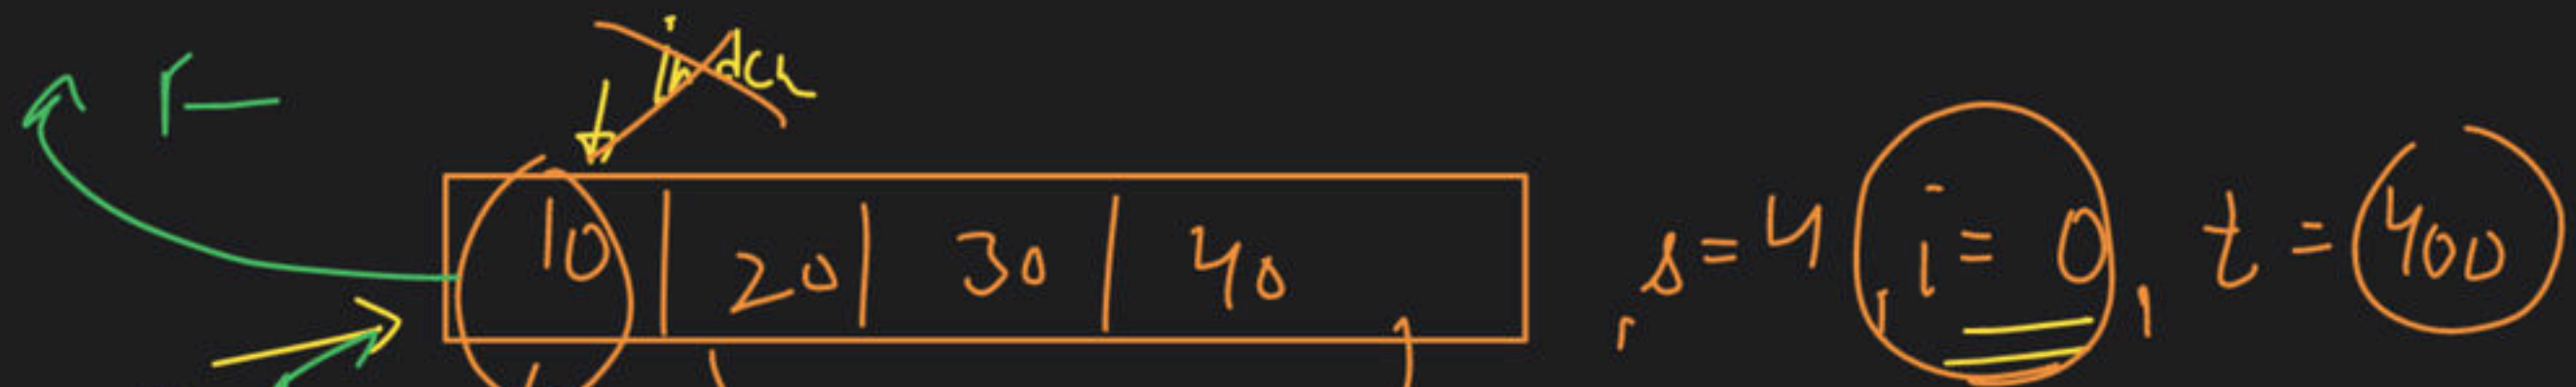 index
10 | 20 | 30 | 40 , s = 4 , i = 0 , t = 400